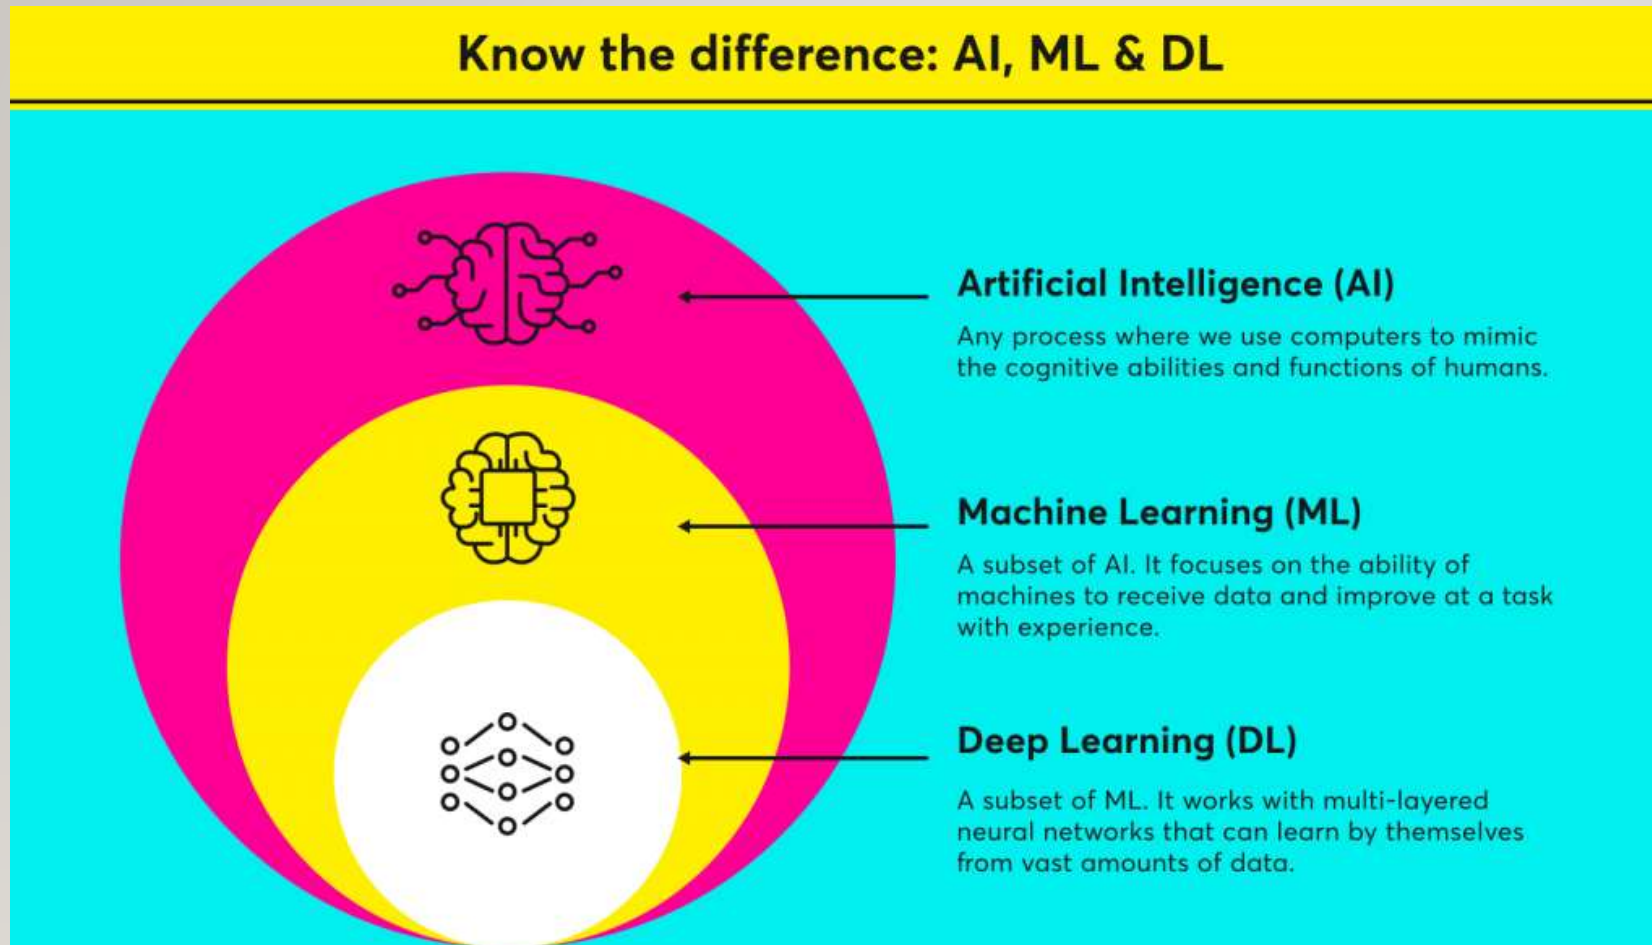 Know the difference: AI, ML & DL
Artificial Intelligence (AI)
Any process where we use computers to mimic
the cognitive abilities and functions of humans.
Machine Learning (ML)
A subset of AI. It focuses on the ability of
machines to receive data and improve at a task
with experience.
Deep Learning (DL)
A subset of ML. It works with multi-layered
neural networks that can learn by themselves
from vast amounts of data.